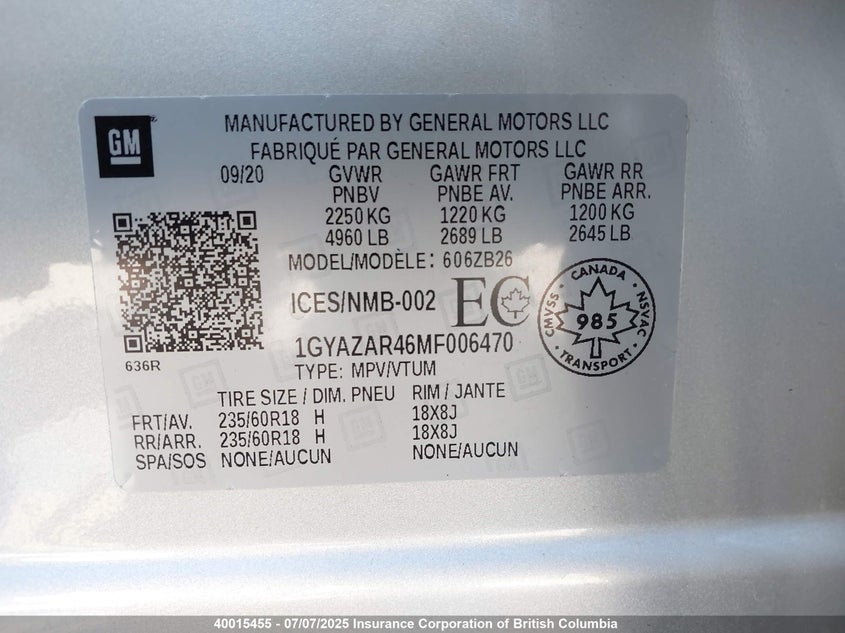 GM
MANUFACTURED BY GENERAL MOTORS LLC
FABRIQUÉ PAR GENERAL MOTORS LLC
09/20 GVWR GAWR FRT GAWR RR
PNBV PNBE AV. PNBE ARR.
2250 KG 1220 KG 1200 KG
4960 LB 2689 LB 2645 LB
MODEL/MODÈLE: 606ZB26
ICES/NMB-002 EC
CANADA
CMVSS 985 NSVAC
TRANSPORT
1GYAZAR46MF006470
636R
TYPE: MPV/VTUM
TIRE SIZE / DIM. PNEU RIM / JANTE
FRT/AV. 235/60R18 H 18X8J
RR/ARR. 235/60R18 H 18X8J
SPA/SOS NONE/AUCUN NONE/AUCUN
40015455 - 07/07/2025 Insurance Corporation of British Columbia